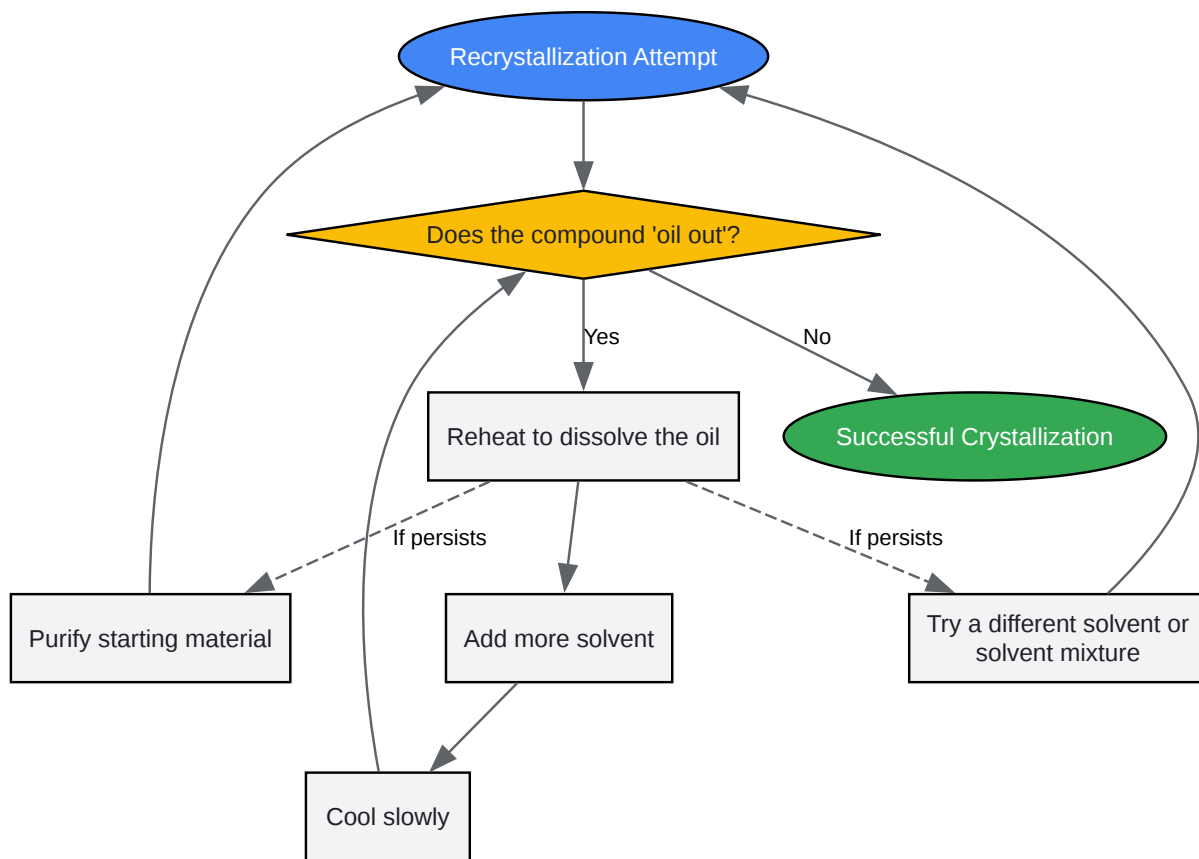 Recrystallization Attempt
Does the compound 'oil out'?
Yes
No
Reheat to dissolve the oil
Successful Crystallization
If persists
If persists
Purify starting material
Add more solvent
Try a different solvent or
solvent mixture
Cool slowly